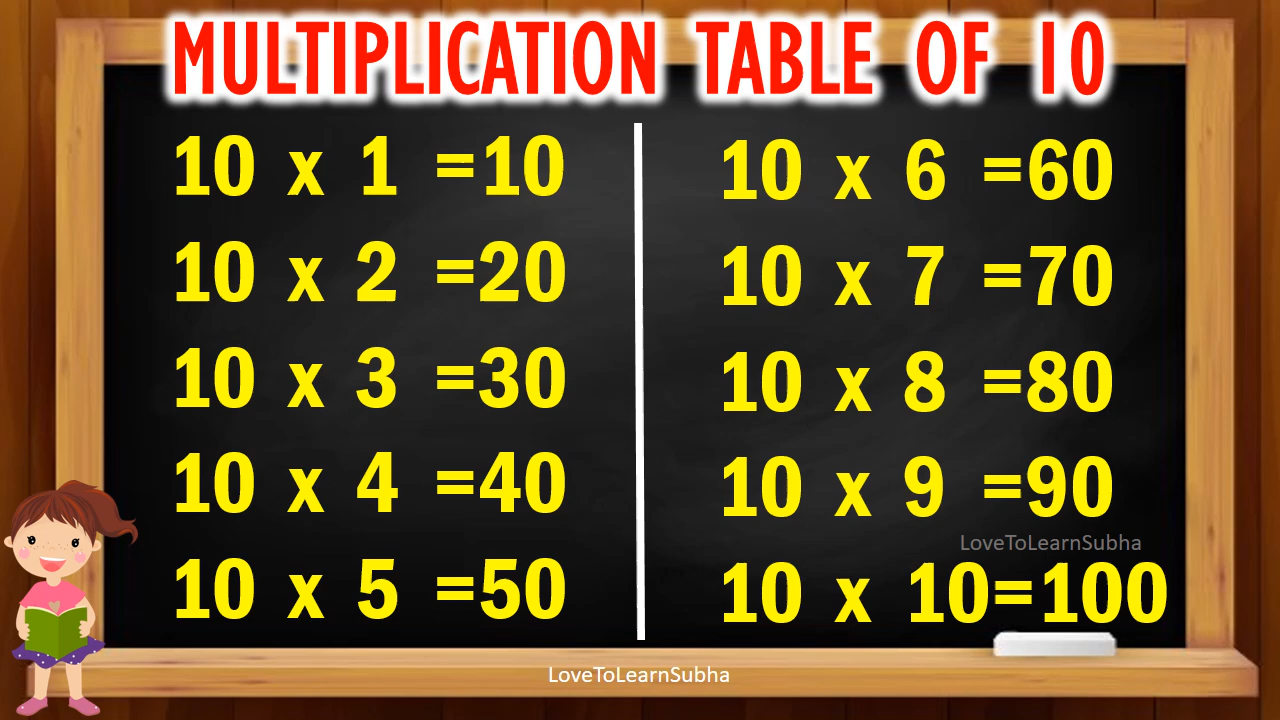 MULTIPLICATION TABLE OF 10
10 x 1 =10
10 x 2 =20
10 x 3 =30
10 x 4 =40
10 x 5 =50
10 x 6 =60
10 x 7 =70
10 x 8 =80
10 x 9 =90
LoveToLearnSubha
10 x 10=100
LoveToLearnSubha